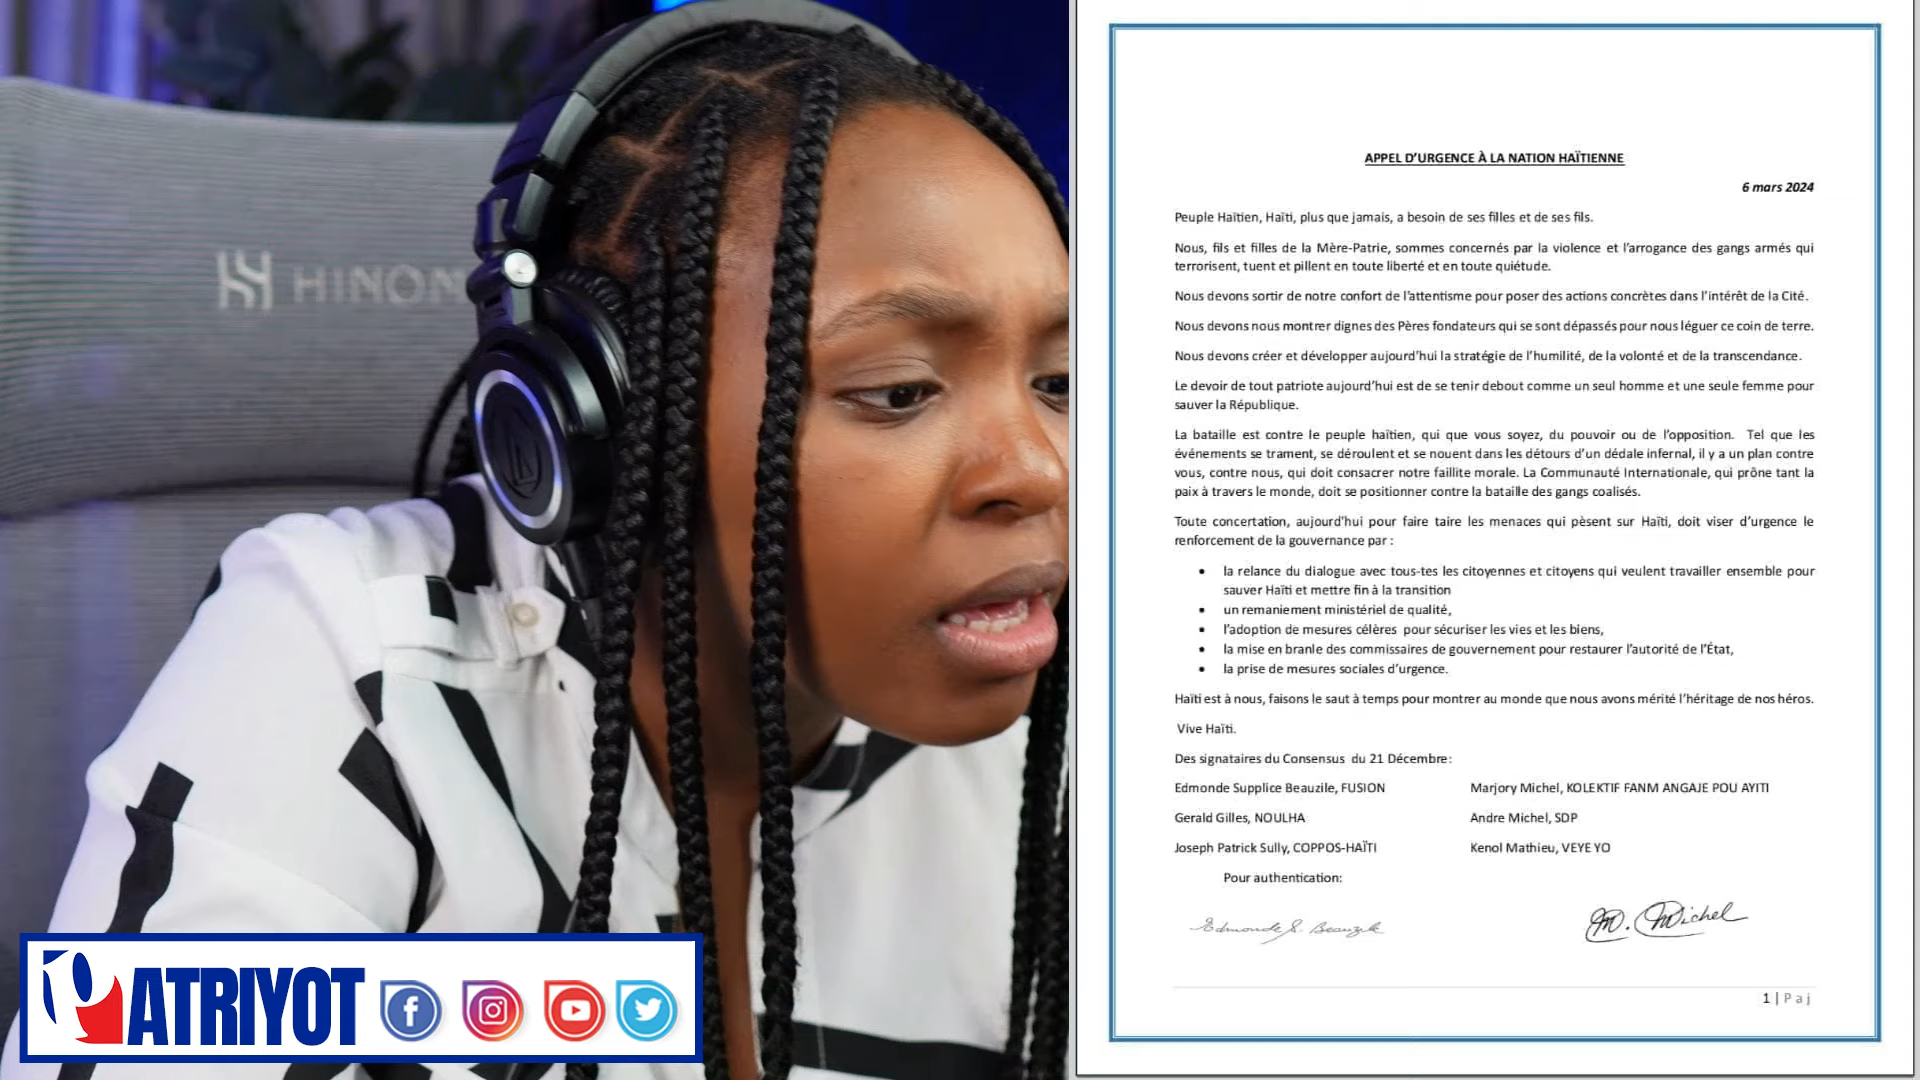 HINOM
PATRIYOT
APPEL D'URGENCE À LA NATION HAÏTIENNE
6 mars 2024
Peuple Haïtien, Haïti, plus que jamais, a besoin de ses filles et de ses fils.
Nous, fils et filles de la Mère-Patrie, sommes concernés par la violence et l'arrogance des gangs armés qui
terrorisent, tuent et pillent en toute liberté et en toute quiétude.
Nous devons sortir de notre confort de l'attentisme pour poser des actions concrètes dans l'intérêt de la Cité.
Nous devons nous montrer dignes des Pères fondateurs qui se sont dépassés pour nous léguer ce coin de terre.
Nous devons créer et développer aujourd'hui la stratégie de l'humilité, de la volonté et de la transcendance.
Le devoir de tout patriote aujourd'hui est de se tenir debout comme un seul homme et une seule femme pour
sauver la République.
La bataille est contre le peuple haïtien, qui que vous soyez, du pouvoir ou de l'opposition. Tel que les
événements se trament, se déroulent et se nouent dans les détours d'un dédale infernal, il y a un plan contre
vous, contre nous, qui doit consacrer notre faillite morale. La Communauté Internationale, qui prône tant la
paix à travers le monde, doit se positionner contre la bataille des gangs coalisés.
Toute concertation, aujourd'hui pour faire taire les menaces qui pèsent sur Haïti, doit viser d'urgence le
renforcement de la gouvernance par :
• la relance du dialogue avec tous-tes les citoyennes et citoyens qui veulent travailler ensemble pour
sauver Haïti et mettre fin à la transition
• un remaniement ministériel de qualité,
• l'adoption de mesures célères pour sécuriser les vies et les biens,
• la mise en branle des commissaires de gouvernement pour restaurer l'autorité de l'État,
• la prise de mesures sociales d'urgence.
Haïti est à nous, faisons le saut à temps pour montrer au monde que nous avons mérité l'héritage de nos héros.
Vive Haïti.
Des signataires du Consensus du 21 Décembre:
Edmonde Supplice Beauzile, FUSION
Marjory Michel, KOLEKTIF FANM ANGAJE POU AYITI
Gerald Gilles, NOULHA
Andre Michel, SDP
Joseph Patrick Sully, COPPOS-HAÏTI
Kenol Mathieu, VEYE YO
Pour authentication:
Edmonde S. Beauzile
M. Michel
1 | Paj